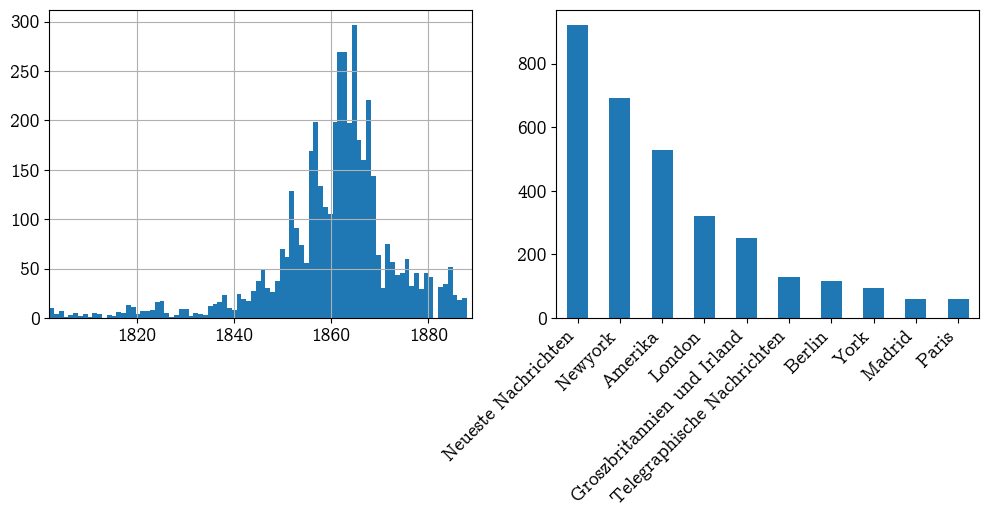 300
250
200
150
100
50
0
1820 1840 1860 1880
800
600
400
200
0
Neueste Nachrichten
Newyork
Amerika
London
Groszbritannien und Irland
Telegraphische Nachrichten
Berlin
York
Madrid
Paris